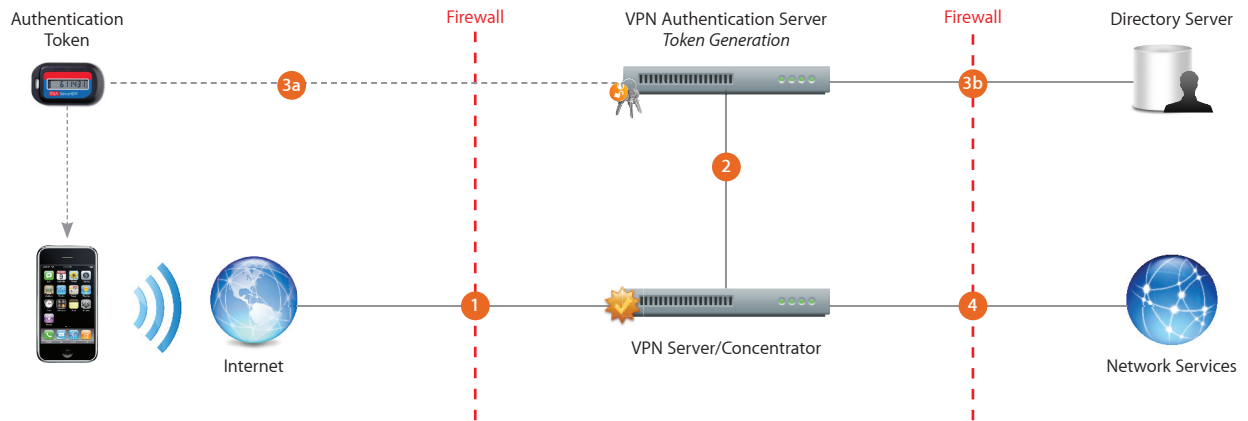 Authentication
Token
Firewall
VPN Authentication Server
Token Generation
Firewall
Directory Server
3a
3b
2
1
4
Internet
VPN Server/Concentrator
Network Services